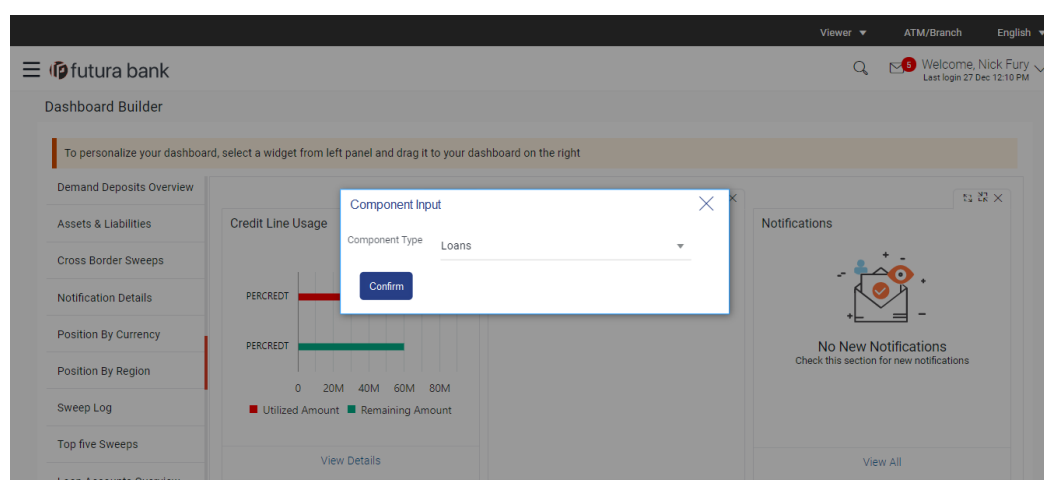 Viewer ATM/Branch English
futura bank
5
Welcome, Nick Fury
Last login 27 Dec 12:10 PM
Dashboard Builder
To personalize your dashboard, select a widget from left panel and drag it to your dashboard on the right
Demand Deposits Overview
Assets & Liabilities
Cross Border Sweeps
Notification Details
Position By Currency
Position By Region
Sweep Log
Top five Sweeps
Loan Accounts Overview
Credit Line Usage
PERCREDT
PERCREDT
0 20M 40M 60M 80M
Utilized Amount Remaining Amount
View Details
Component Input
Component Type
Loans
Confirm
Notifications
No New Notifications
Check this section for new notifications
View All